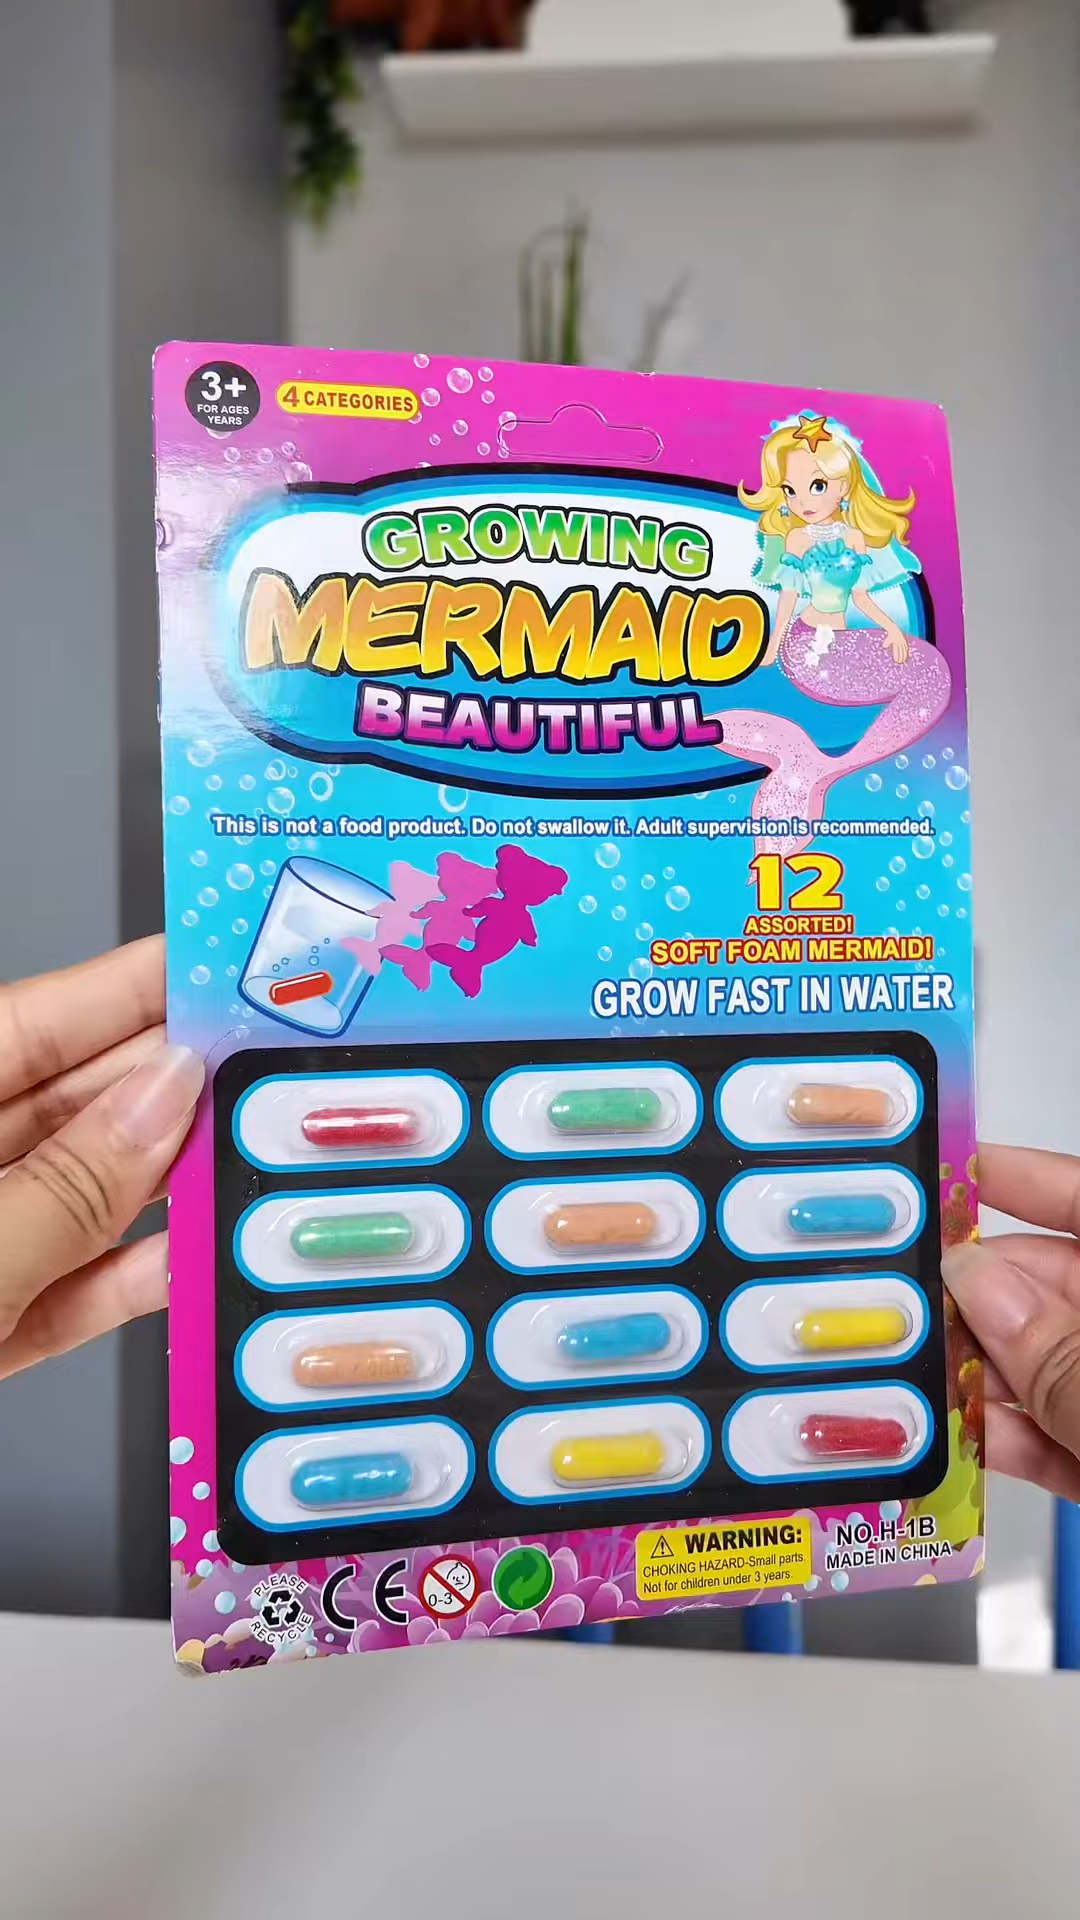 3+
FOR AGES
YEARS
4 CATEGORIES
GROWING
MERMAID
BEAUTIFUL
This is not a food product. Do not swallow it. Adult supervision is recommended.
12
ASSORTED!
SOFT FOAM MERMAID!
GROW FAST IN WATER
PLEASE
RECYCLE
CE
0-3
WARNING:
CHOKING HAZARD-Small parts.
Not for children under 3 years.
NO.H-1B
MADE IN CHINA